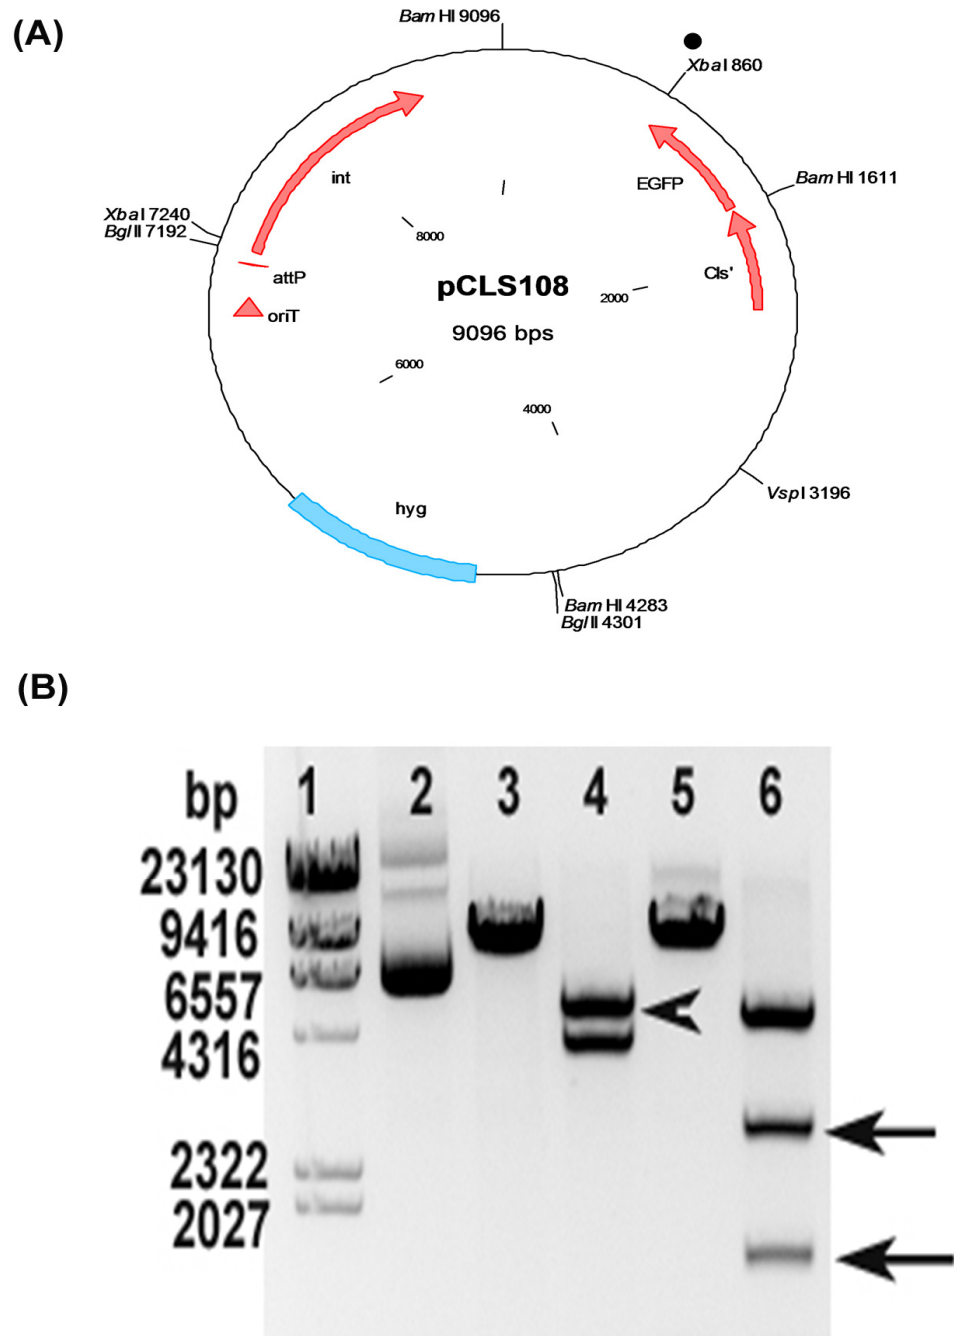 (A)
Bam HI 9096
XbaI 860
EGFP
Bam HI 1611
int
XbaI 7240
BglII 7192
8000
attP
pCLS108
Cls'
2000
oriT
9096 bps
6000
4000
VspI 3196
hyg
Bam HI 4283
BglII 4301
(B)
bp 1 2 3 4 5 6
23130
9416
6557
4316
2322
2027